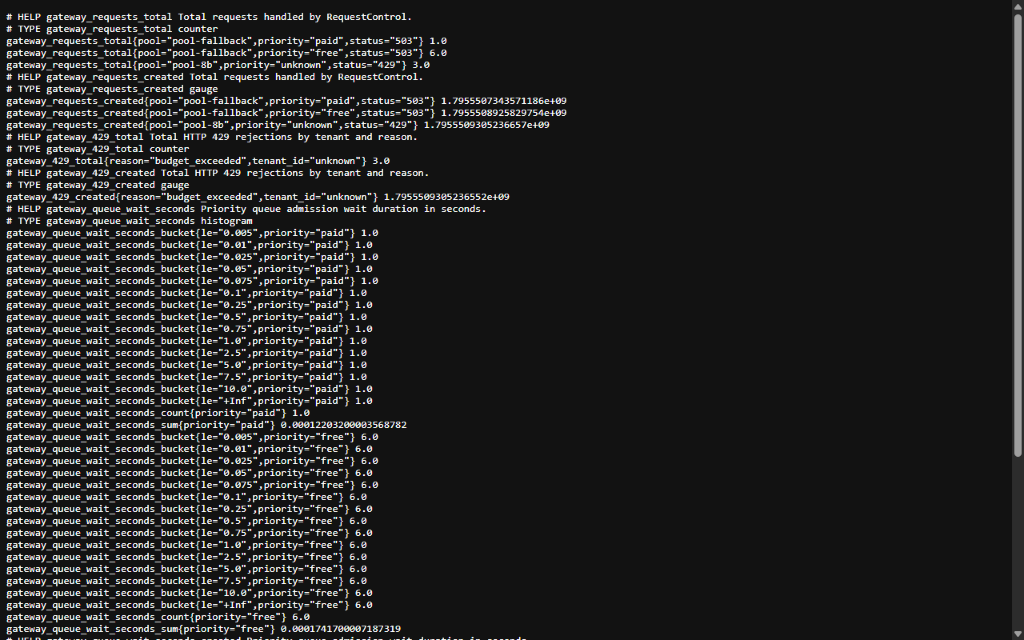 # HELP gateway_requests_total Total requests handled by RequestControl.
# TYPE gateway_requests_total counter
gateway_requests_total{pool="pool-fallback",priority="paid",status="503"} 1.0
gateway_requests_total{pool="pool-fallback",priority="free",status="503"} 6.0
gateway_requests_total{pool="pool-8b",priority="unknown",status="429"} 3.0
# HELP gateway_requests_created Total requests handled by RequestControl.
# TYPE gateway_requests_created gauge
gateway_requests_created{pool="pool-fallback",priority="paid",status="503"} 1.7955507343571186e+09
gateway_requests_created{pool="pool-fallback",priority="free",status="503"} 1.7955508925829754e+09
gateway_requests_created{pool="pool-8b",priority="unknown",status="429"} 1.7955509305236657e+09
# HELP gateway_429_total Total HTTP 429 rejections by tenant and reason.
# TYPE gateway_429_total counter
gateway_429_total{reason="budget_exceeded",tenant_id="unknown"} 3.0
# HELP gateway_429_created Total HTTP 429 rejections by tenant and reason.
# TYPE gateway_429_created gauge
gateway_429_created{reason="budget_exceeded",tenant_id="unknown"} 1.7955509305236552e+09
# HELP gateway_queue_wait_seconds Priority queue admission wait duration in seconds.
# TYPE gateway_queue_wait_seconds histogram
gateway_queue_wait_seconds_bucket{le="0.005",priority="paid"} 1.0
gateway_queue_wait_seconds_bucket{le="0.01",priority="paid"} 1.0
gateway_queue_wait_seconds_bucket{le="0.025",priority="paid"} 1.0
gateway_queue_wait_seconds_bucket{le="0.05",priority="paid"} 1.0
gateway_queue_wait_seconds_bucket{le="0.075",priority="paid"} 1.0
gateway_queue_wait_seconds_bucket{le="0.1",priority="paid"} 1.0
gateway_queue_wait_seconds_bucket{le="0.25",priority="paid"} 1.0
gateway_queue_wait_seconds_bucket{le="0.5",priority="paid"} 1.0
gateway_queue_wait_seconds_bucket{le="0.75",priority="paid"} 1.0
gateway_queue_wait_seconds_bucket{le="1.0",priority="paid"} 1.0
gateway_queue_wait_seconds_bucket{le="2.5",priority="paid"} 1.0
gateway_queue_wait_seconds_bucket{le="5.0",priority="paid"} 1.0
gateway_queue_wait_seconds_bucket{le="7.5",priority="paid"} 1.0
gateway_queue_wait_seconds_bucket{le="10.0",priority="paid"} 1.0
gateway_queue_wait_seconds_bucket{le="+Inf",priority="paid"} 1.0
gateway_queue_wait_seconds_count{priority="paid"} 1.0
gateway_queue_wait_seconds_sum{priority="paid"} 0.00012203200003568782
gateway_queue_wait_seconds_bucket{le="0.005",priority="free"} 6.0
gateway_queue_wait_seconds_bucket{le="0.01",priority="free"} 6.0
gateway_queue_wait_seconds_bucket{le="0.025",priority="free"} 6.0
gateway_queue_wait_seconds_bucket{le="0.05",priority="free"} 6.0
gateway_queue_wait_seconds_bucket{le="0.075",priority="free"} 6.0
gateway_queue_wait_seconds_bucket{le="0.1",priority="free"} 6.0
gateway_queue_wait_seconds_bucket{le="0.25",priority="free"} 6.0
gateway_queue_wait_seconds_bucket{le="0.5",priority="free"} 6.0
gateway_queue_wait_seconds_bucket{le="0.75",priority="free"} 6.0
gateway_queue_wait_seconds_bucket{le="1.0",priority="free"} 6.0
gateway_queue_wait_seconds_bucket{le="2.5",priority="free"} 6.0
gateway_queue_wait_seconds_bucket{le="5.0",priority="free"} 6.0
gateway_queue_wait_seconds_bucket{le="7.5",priority="free"} 6.0
gateway_queue_wait_seconds_bucket{le="10.0",priority="free"} 6.0
gateway_queue_wait_seconds_bucket{le="+Inf",priority="free"} 6.0
gateway_queue_wait_seconds_count{priority="free"} 6.0
gateway_queue_wait_seconds_sum{priority="free"} 0.0001741700007187319